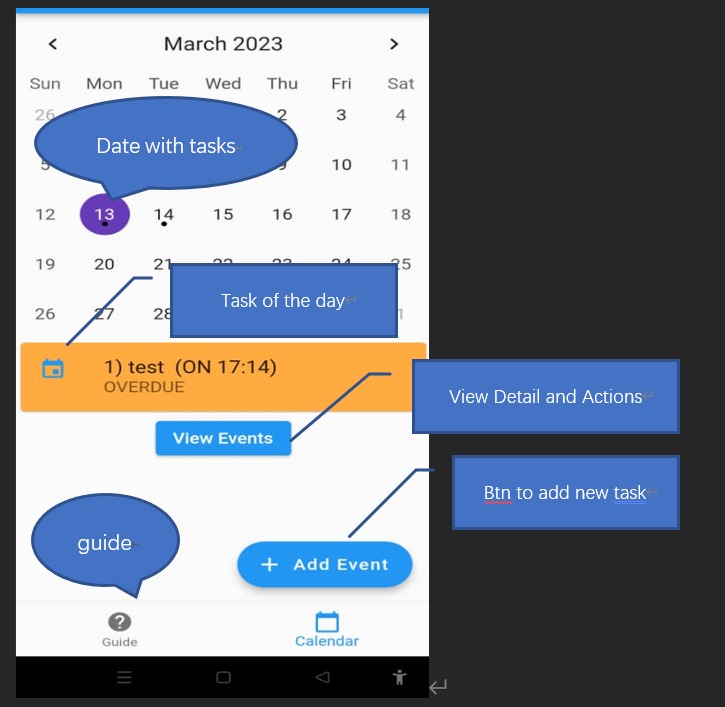 March 2023
Sun Mon Tue Wed Thu Fri Sat
26 2 3 4
Date with tasks
5 9 10 11
12 13 14 15 16 17 18
19 20 21 22 23 24 25
Task of the day
26 27 28 1
1) test (ON 17:14)
OVERDUE
View Detail and Actions
View Events
Btn to add new task
guide
+ Add Event
Guide Calendar